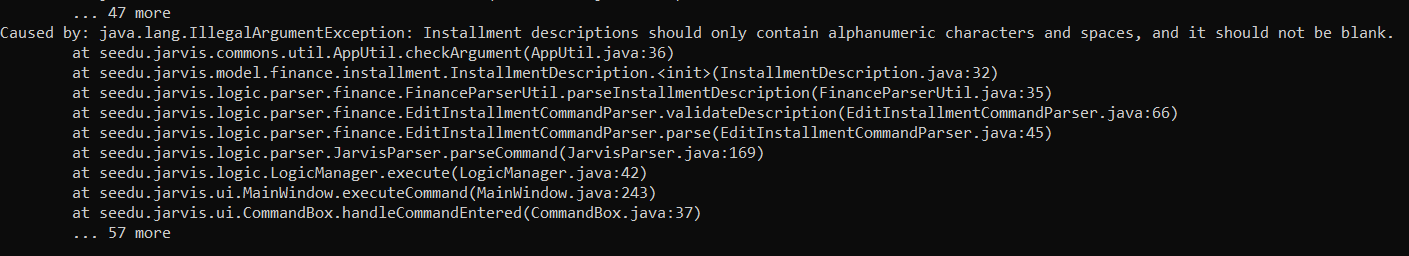 ... 47 more
Caused by: java.lang.IllegalArgumentException: Installment descriptions should only contain alphanumeric characters and spaces, and it should not be blank.
at seedu.jarvis.commons.util.AppUtil.checkArgument(AppUtil.java:36)
at seedu.jarvis.model.finance.installment.InstallmentDescription.<init>(InstallmentDescription.java:32)
at seedu.jarvis.logic.parser.finance.FinanceParserUtil.parseInstallmentDescription(FinanceParserUtil.java:35)
at seedu.jarvis.logic.parser.finance.EditInstallmentCommandParser.validateDescription(EditInstallmentCommandParser.java:66)
at seedu.jarvis.logic.parser.finance.EditInstallmentCommandParser.parse(EditInstallmentCommandParser.java:45)
at seedu.jarvis.logic.parser.JarvisParser.parseCommand(JarvisParser.java:169)
at seedu.jarvis.logic.LogicManager.execute(LogicManager.java:42)
at seedu.jarvis.ui.MainWindow.executeCommand(MainWindow.java:243)
at seedu.jarvis.ui.CommandBox.handleCommandEntered(CommandBox.java:37)
... 57 more